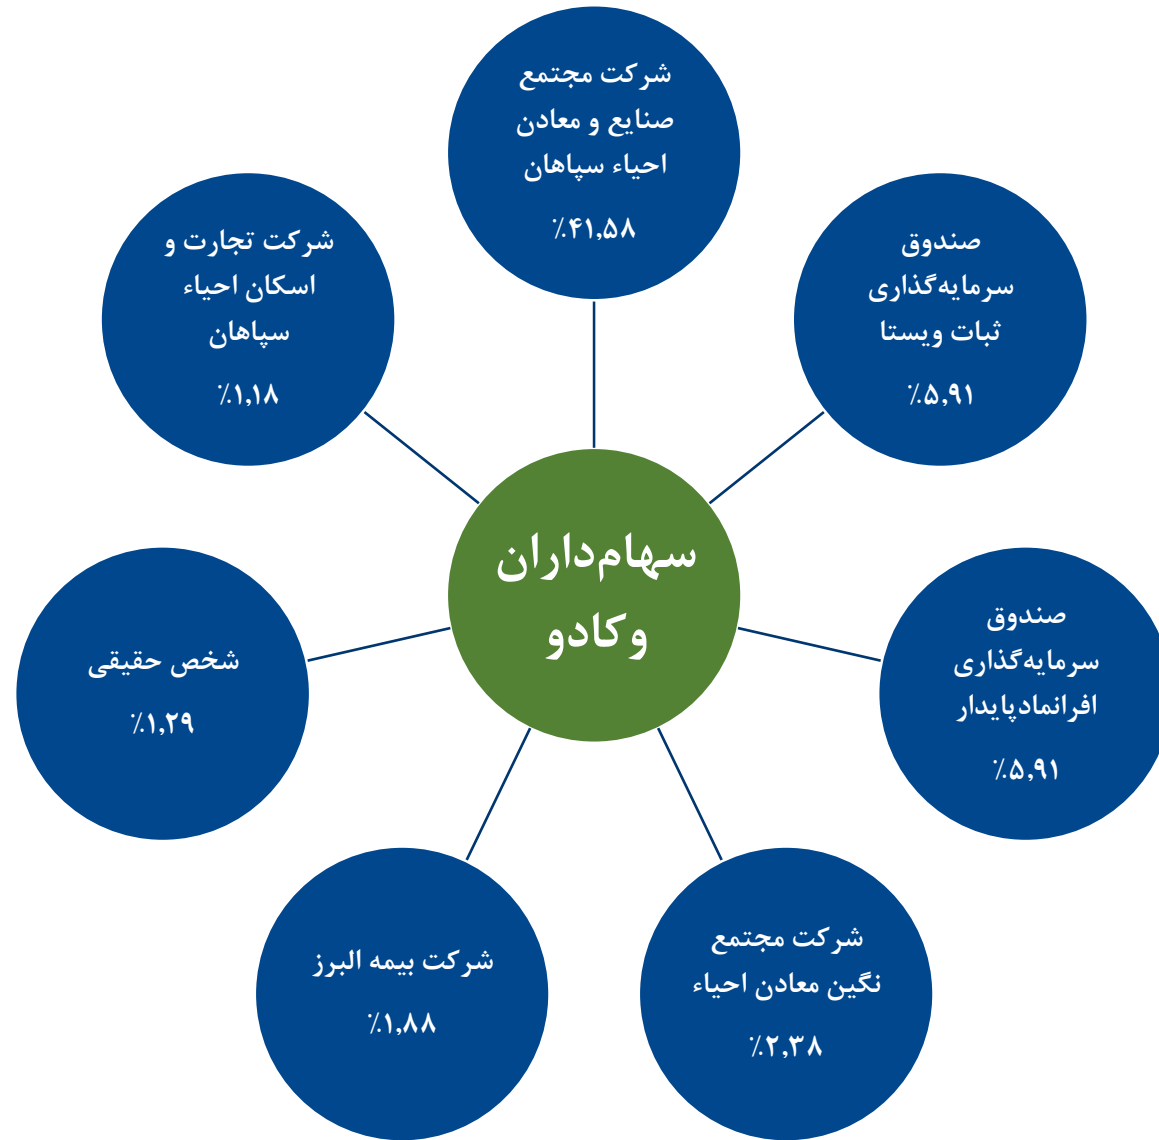 شرکت مجتمع
صنایع و معادن
احیاء سپاهان
٪۴۱,۵۸
صندوق
سرمایه‌گذاری
ثبات ویستا
٪۵,۹۱
صندوق
سرمایه‌گذاری
افرانمادپایدار
٪۵,۹۱
شرکت مجتمع
نگین معادن احیاء
٪۲,۳۸
شرکت بیمه البرز
٪۱,۸۸
شخص حقیقی
٪۱,۲۹
شرکت تجارت و
اسکان احیاء
سپاهان
٪۱,۱۸
سهام‌داران
وکادو